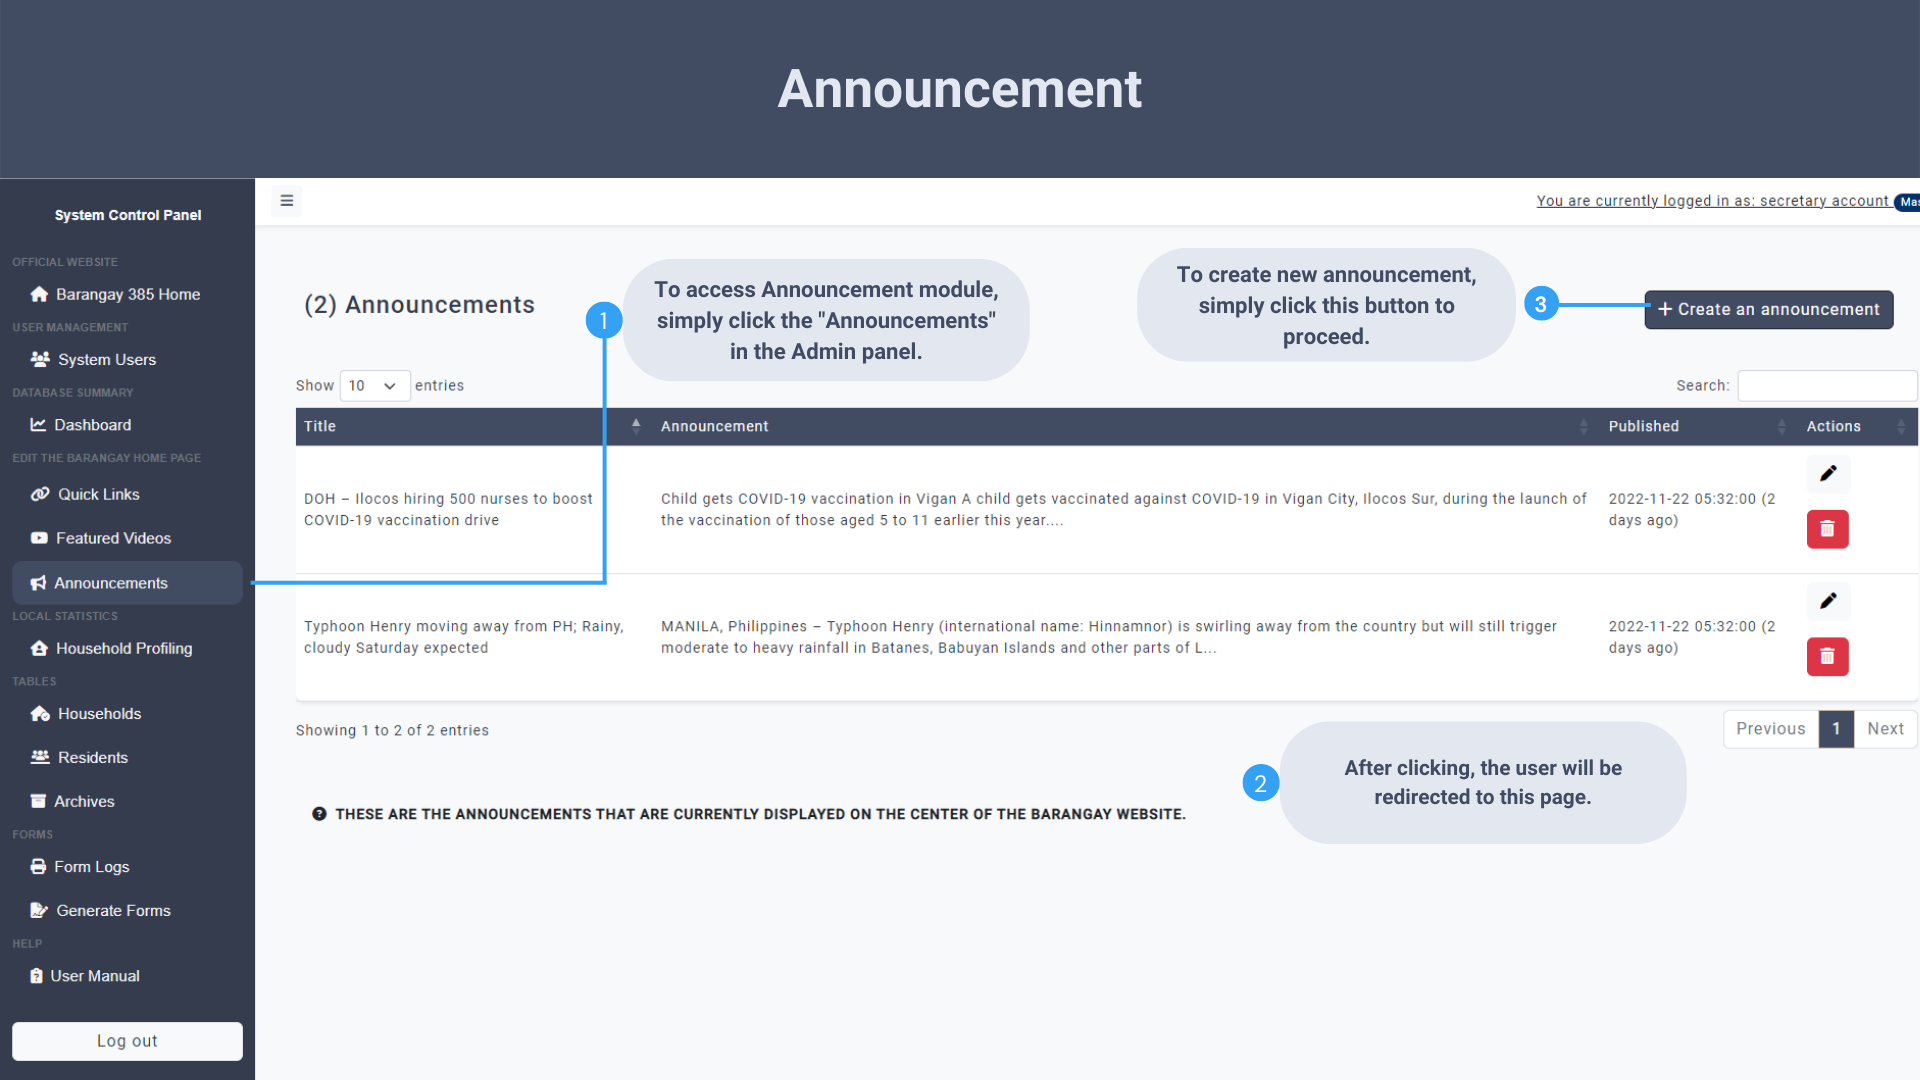 Announcement
System Control Panel
OFFICIAL WEBSITE
Barangay 385 Home
USER MANAGEMENT
System Users
DATABASE SUMMARY
Dashboard
EDIT THE BARANGAY HOME PAGE
Quick Links
Featured Videos
Announcements
LOCAL STATISTICS
Household Profiling
TABLES
Households
Residents
Archives
FORMS
Form Logs
Generate Forms
HELP
User Manual
Log out
You are currently logged in as: secretary account
(2) Announcements
1
To access Announcement module,
simply click the "Announcements"
in the Admin panel.
To create new announcement,
simply click this button to
proceed.
3
+ Create an announcement
Show 10 entries
Search:
Title Announcement Published Actions
DOH – Ilocos hiring 500 nurses to boost
COVID-19 vaccination drive
Child gets COVID-19 vaccination in Vigan A child gets vaccinated against COVID-19 in Vigan City, Ilocos Sur, during the launch of
the vaccination of those aged 5 to 11 earlier this year....
2022-11-22 05:32:00 (2
days ago)
Typhoon Henry moving away from PH; Rainy,
cloudy Saturday expected
MANILA, Philippines – Typhoon Henry (international name: Hinnamnor) is swirling away from the country but will still trigger
moderate to heavy rainfall in Batanes, Babuyan Islands and other parts of L...
2022-11-22 05:32:00 (2
days ago)
Showing 1 to 2 of 2 entries
Previous 1 Next
2
After clicking, the user will be
redirected to this page.
THESE ARE THE ANNOUNCEMENTS THAT ARE CURRENTLY DISPLAYED ON THE CENTER OF THE BARANGAY WEBSITE.